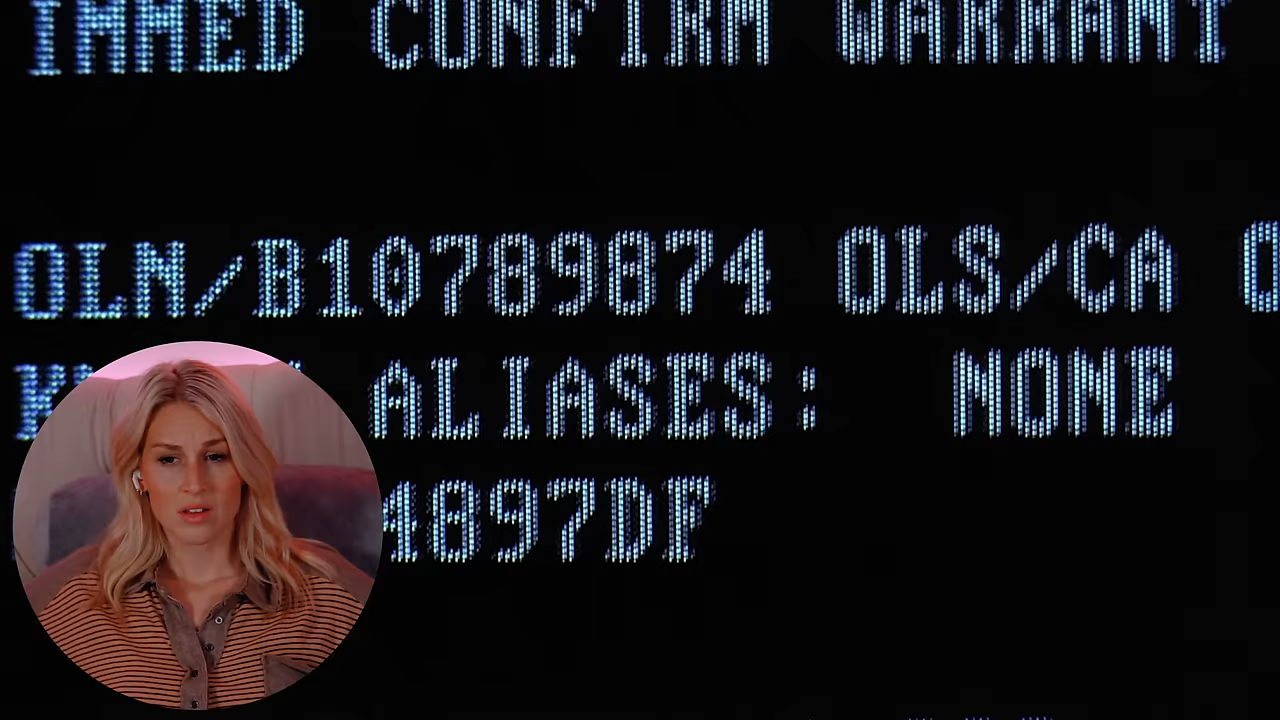 IMMED CONFIRM WARRANT
OLN/B10789874 OLS/CA
ALIASES: NONE
4897DF